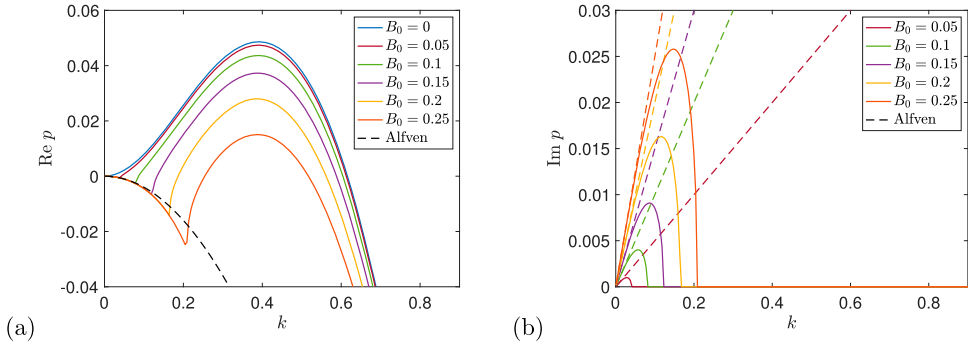 (a)
0.06
0.04
0.02
0
-0.02
-0.04
Re p
0
0.2
0.4
0.6
0.8
k
B₀ = 0
B₀ = 0.05
B₀ = 0.1
B₀ = 0.15
B₀ = 0.2
B₀ = 0.25
Alfven
(b)
0.03
0.025
0.02
0.015
0.01
0.005
0
Im p
0
0.2
0.4
0.6
0.8
k
B₀ = 0.05
B₀ = 0.1
B₀ = 0.15
B₀ = 0.2
B₀ = 0.25
Alfven